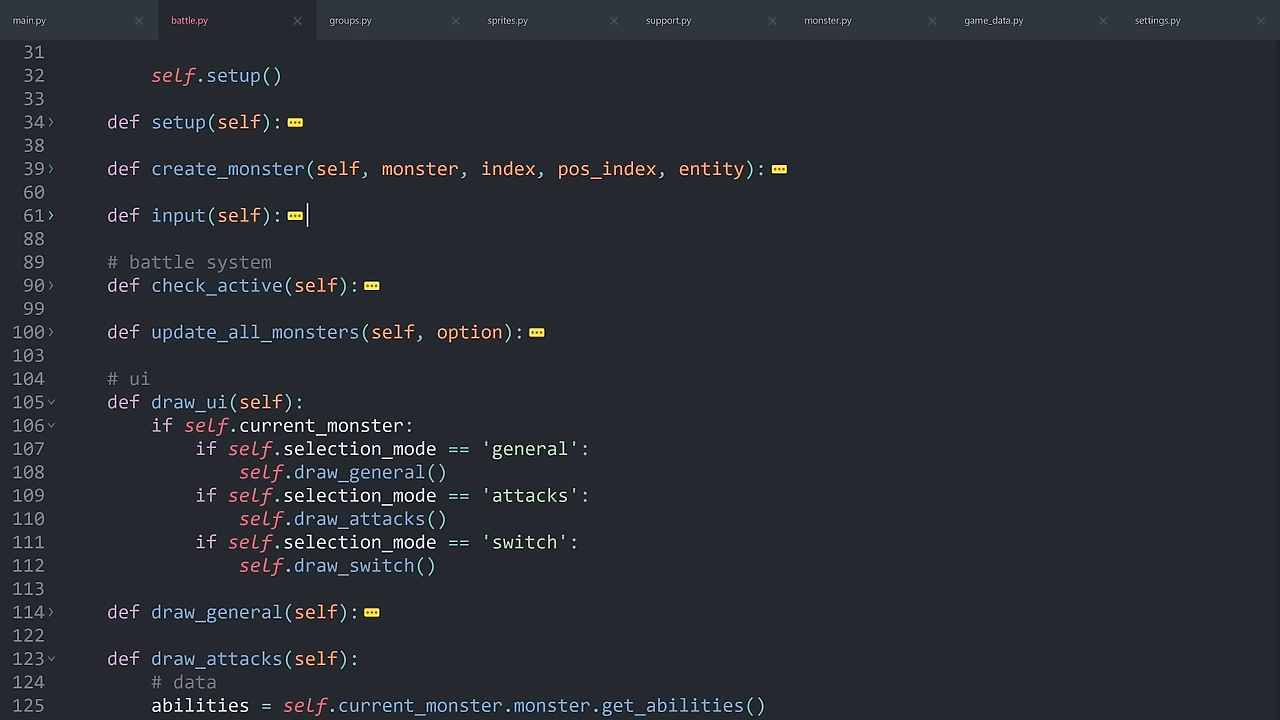 main.py × battle.py × groups.py × sprites.py × support.py × monster.py × game_data.py × settings.py ×
31
32 self.setup()
33
34 def setup(self):
38
39 def create_monster(self, monster, index, pos_index, entity):
60
61 def input(self):
88
89 # battle system
90 def check_active(self):
99
100 def update_all_monsters(self, option):
103
104 # ui
105 def draw_ui(self):
106 if self.current_monster:
107 if self.selection_mode == 'general':
108 self.draw_general()
109 if self.selection_mode == 'attacks':
110 self.draw_attacks()
111 if self.selection_mode == 'switch':
112 self.draw_switch()
113
114 def draw_general(self):
122
123 def draw_attacks(self):
124 # data
125 abilities = self.current_monster.monster.get_abilities()